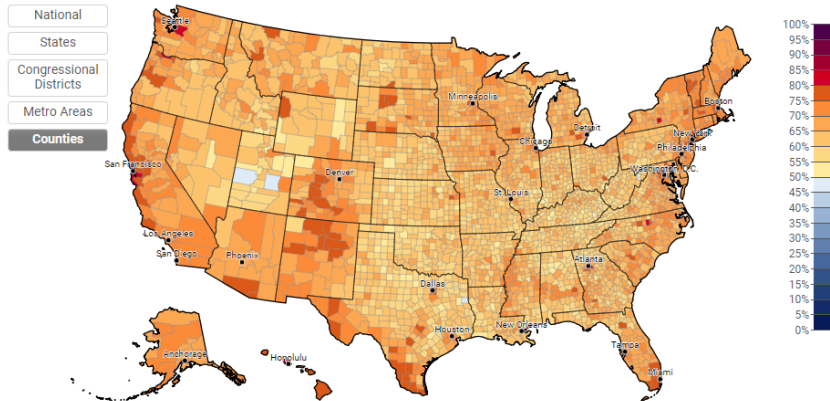 National
States
Congressional
Districts
Metro Areas
Counties
Seattle
Minneapolis
Boston
Detroit
New York
Chicago
Philadelphia
San Francisco
Denver
Washington, D.C.
St. Louis
Los Angeles
San Diego
Phoenix
Atlanta
Dallas
Houston
New Orleans
Tampa
Anchorage
Honolulu
Miami
100%
95%
90%
85%
80%
75%
70%
65%
60%
55%
50%
45%
40%
35%
30%
25%
20%
15%
10%
5%
0%